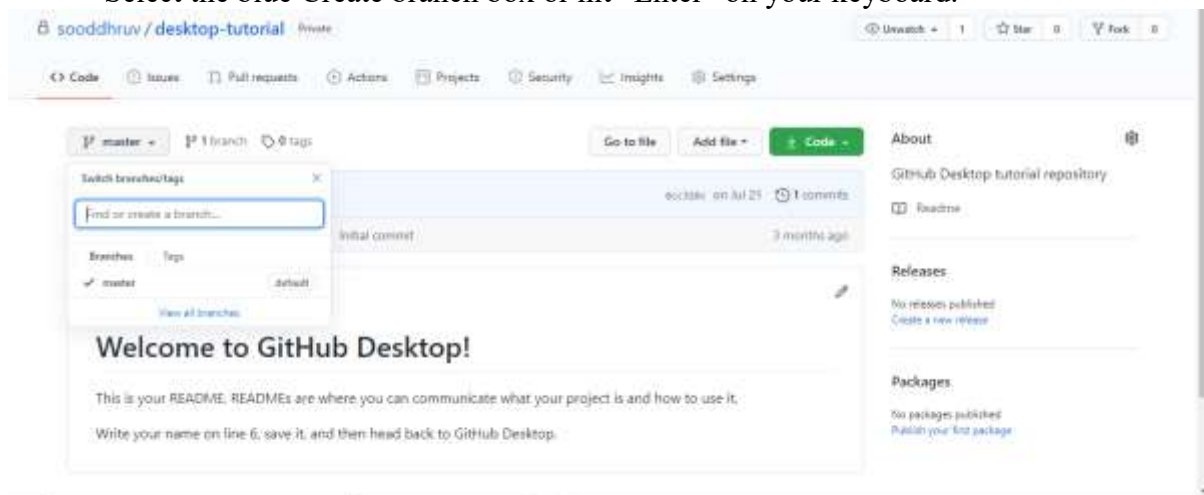 Select the blue Create branch box or hit "Enter" on your keyboard.
sooddhruv / desktop-tutorial Private
Unwatch 1 Star 0 Fork 0
<> Code Issues Pull requests Actions Projects Security Insights Settings
master 1 branch 0 tags Go to file Add file Code
Switch branches/tags
Find or create a branch...
on Jul 25 1 commits
Initial commit 3 months ago
Branches Tags
master default
View all branches
Welcome to GitHub Desktop!
This is your README. READMEs are where you can communicate what your project is and how to use it.
Write your name on line 6, save it, and then head back to GitHub Desktop.
About
GitHub Desktop tutorial repository
Readme
Releases
No releases published
Create a new release
Packages
No packages published
Publish your first package